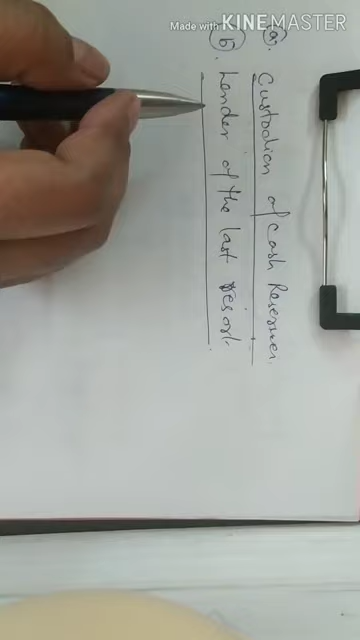 Made with KINEMASTER
(a). Custodian of cash Reserves.
(b). Lender of the last resort.